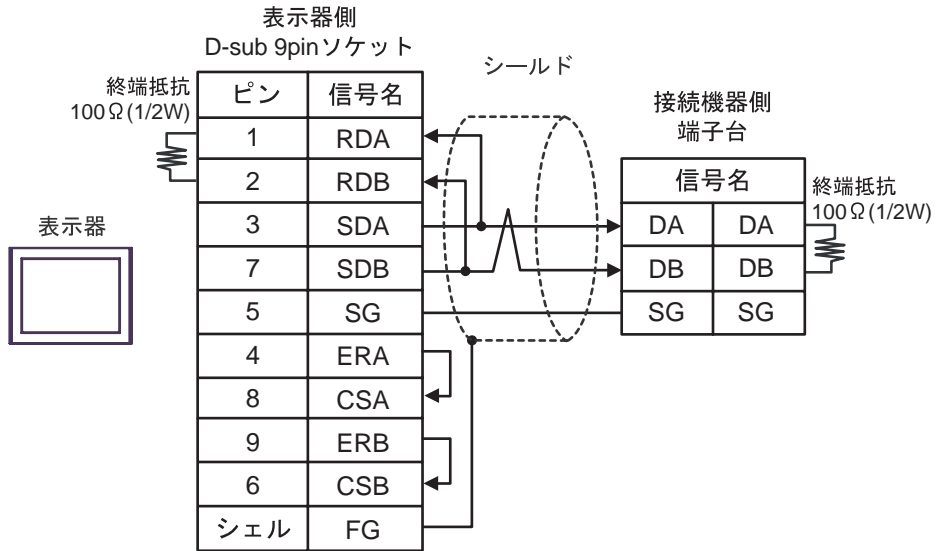 表示器側
D-sub 9pinソケット
シールド
終端抵抗
100Ω(1/2W)
ピン 信号名
1 RDA
2 RDB
3 SDA
7 SDB
5 SG
4 ERA
8 CSA
9 ERB
6 CSB
シェル FG
表示器
接続機器側
端子台
信号名
DA DA
DB DB
SG SG
終端抵抗
100Ω(1/2W)